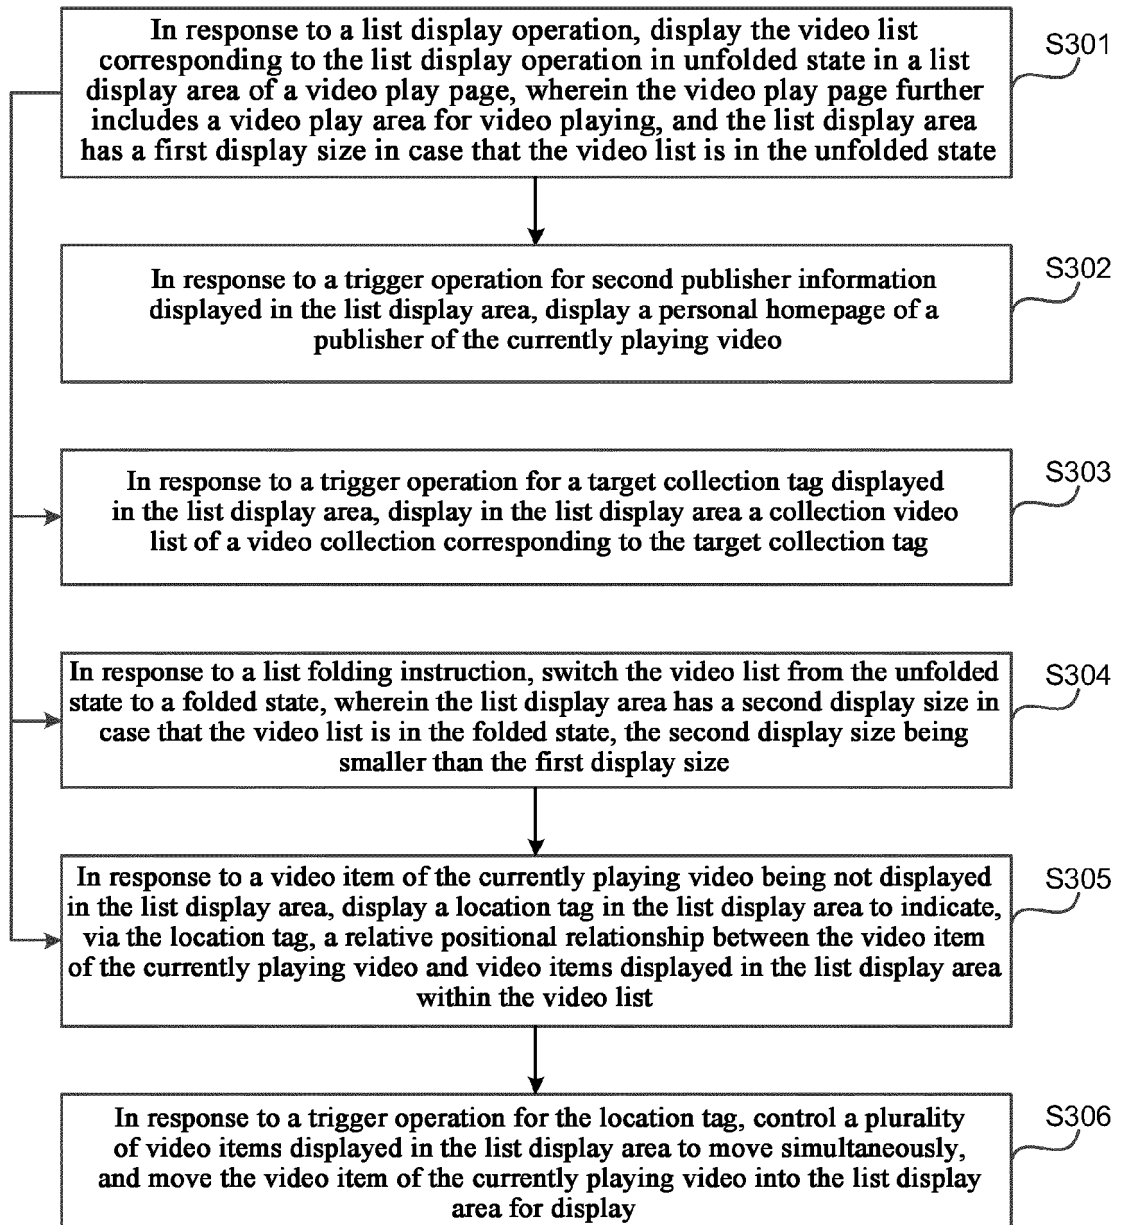 In response to a list display operation, display the video list
corresponding to the list display operation in unfolded state in a list
display area of a video play page, wherein the video play page further
includes a video play area for video playing, and the list display area
has a first display size in case that the video list is in the unfolded state
S301
In response to a trigger operation for second publisher information
displayed in the list display area, display a personal homepage of a
publisher of the currently playing video
S302
In response to a trigger operation for a target collection tag displayed
in the list display area, display in the list display area a collection video
list of a video collection corresponding to the target collection tag
S303
In response to a list folding instruction, switch the video list from the unfolded
state to a folded state, wherein the list display area has a second display size in
case that the video list is in the folded state, the second display size being
smaller than the first display size
S304
In response to a video item of the currently playing video being not displayed
in the list display area, display a location tag in the list display area to indicate,
via the location tag, a relative positional relationship between the video item
of the currently playing video and video items displayed in the list display area
within the video list
S305
In response to a trigger operation for the location tag, control a plurality
of video items displayed in the list display area to move simultaneously,
and move the video item of the currently playing video into the list display
area for display
S306